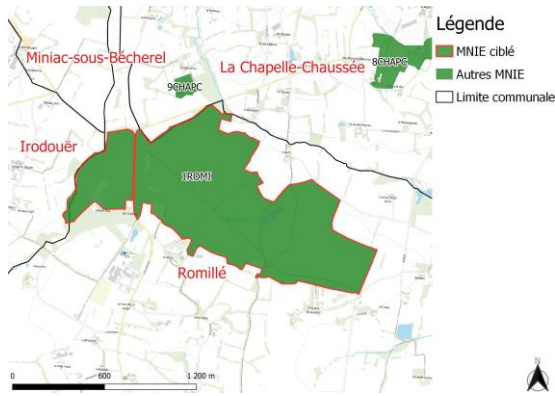 Légende
MNIE ciblé
Autres MNIE
Limite communale
Miniac-sous-Bécherel
La Chapelle-Chaussée
8CHAPC
9CHAPC
Irodouër
1ROMI
Romillé
0 600 1 200 m
N